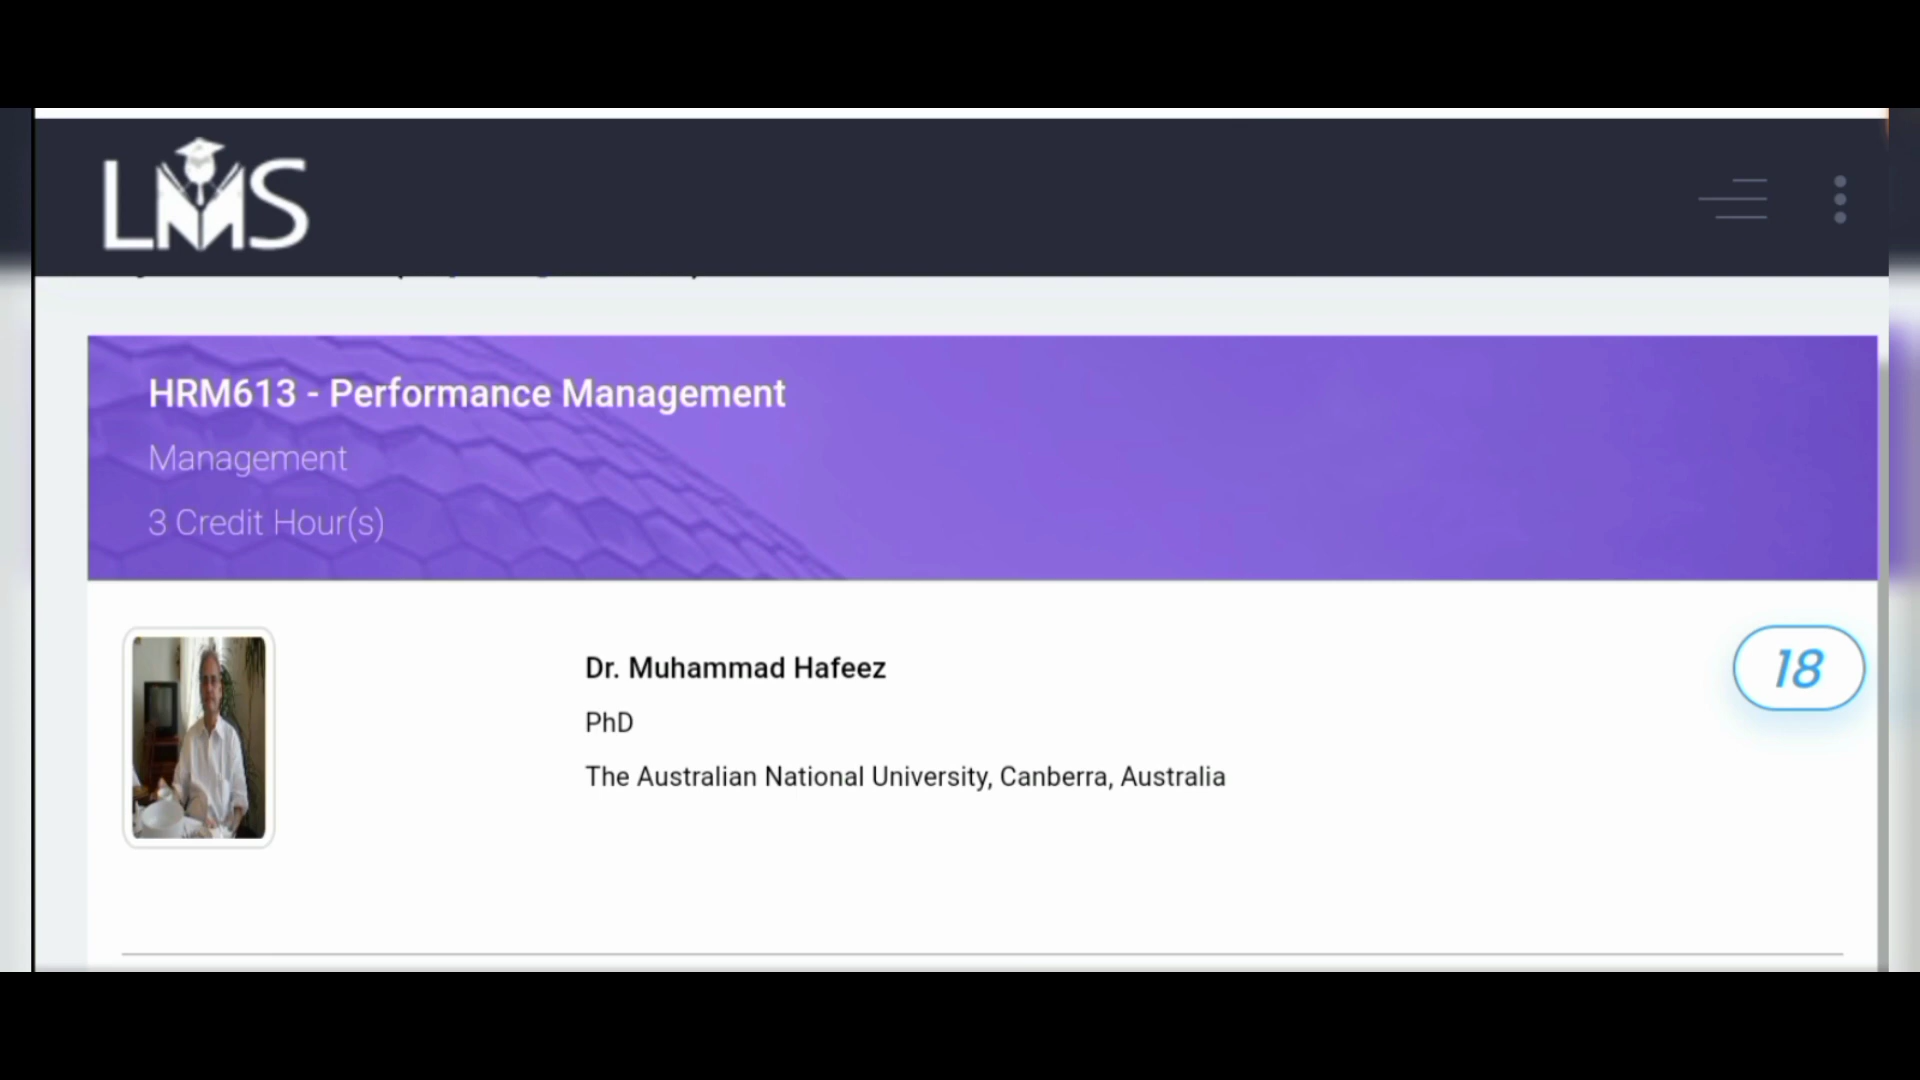 LMS
HRM613 - Performance Management
Management
3 Credit Hour(s)
Dr. Muhammad Hafeez
18
PhD
The Australian National University, Canberra, Australia